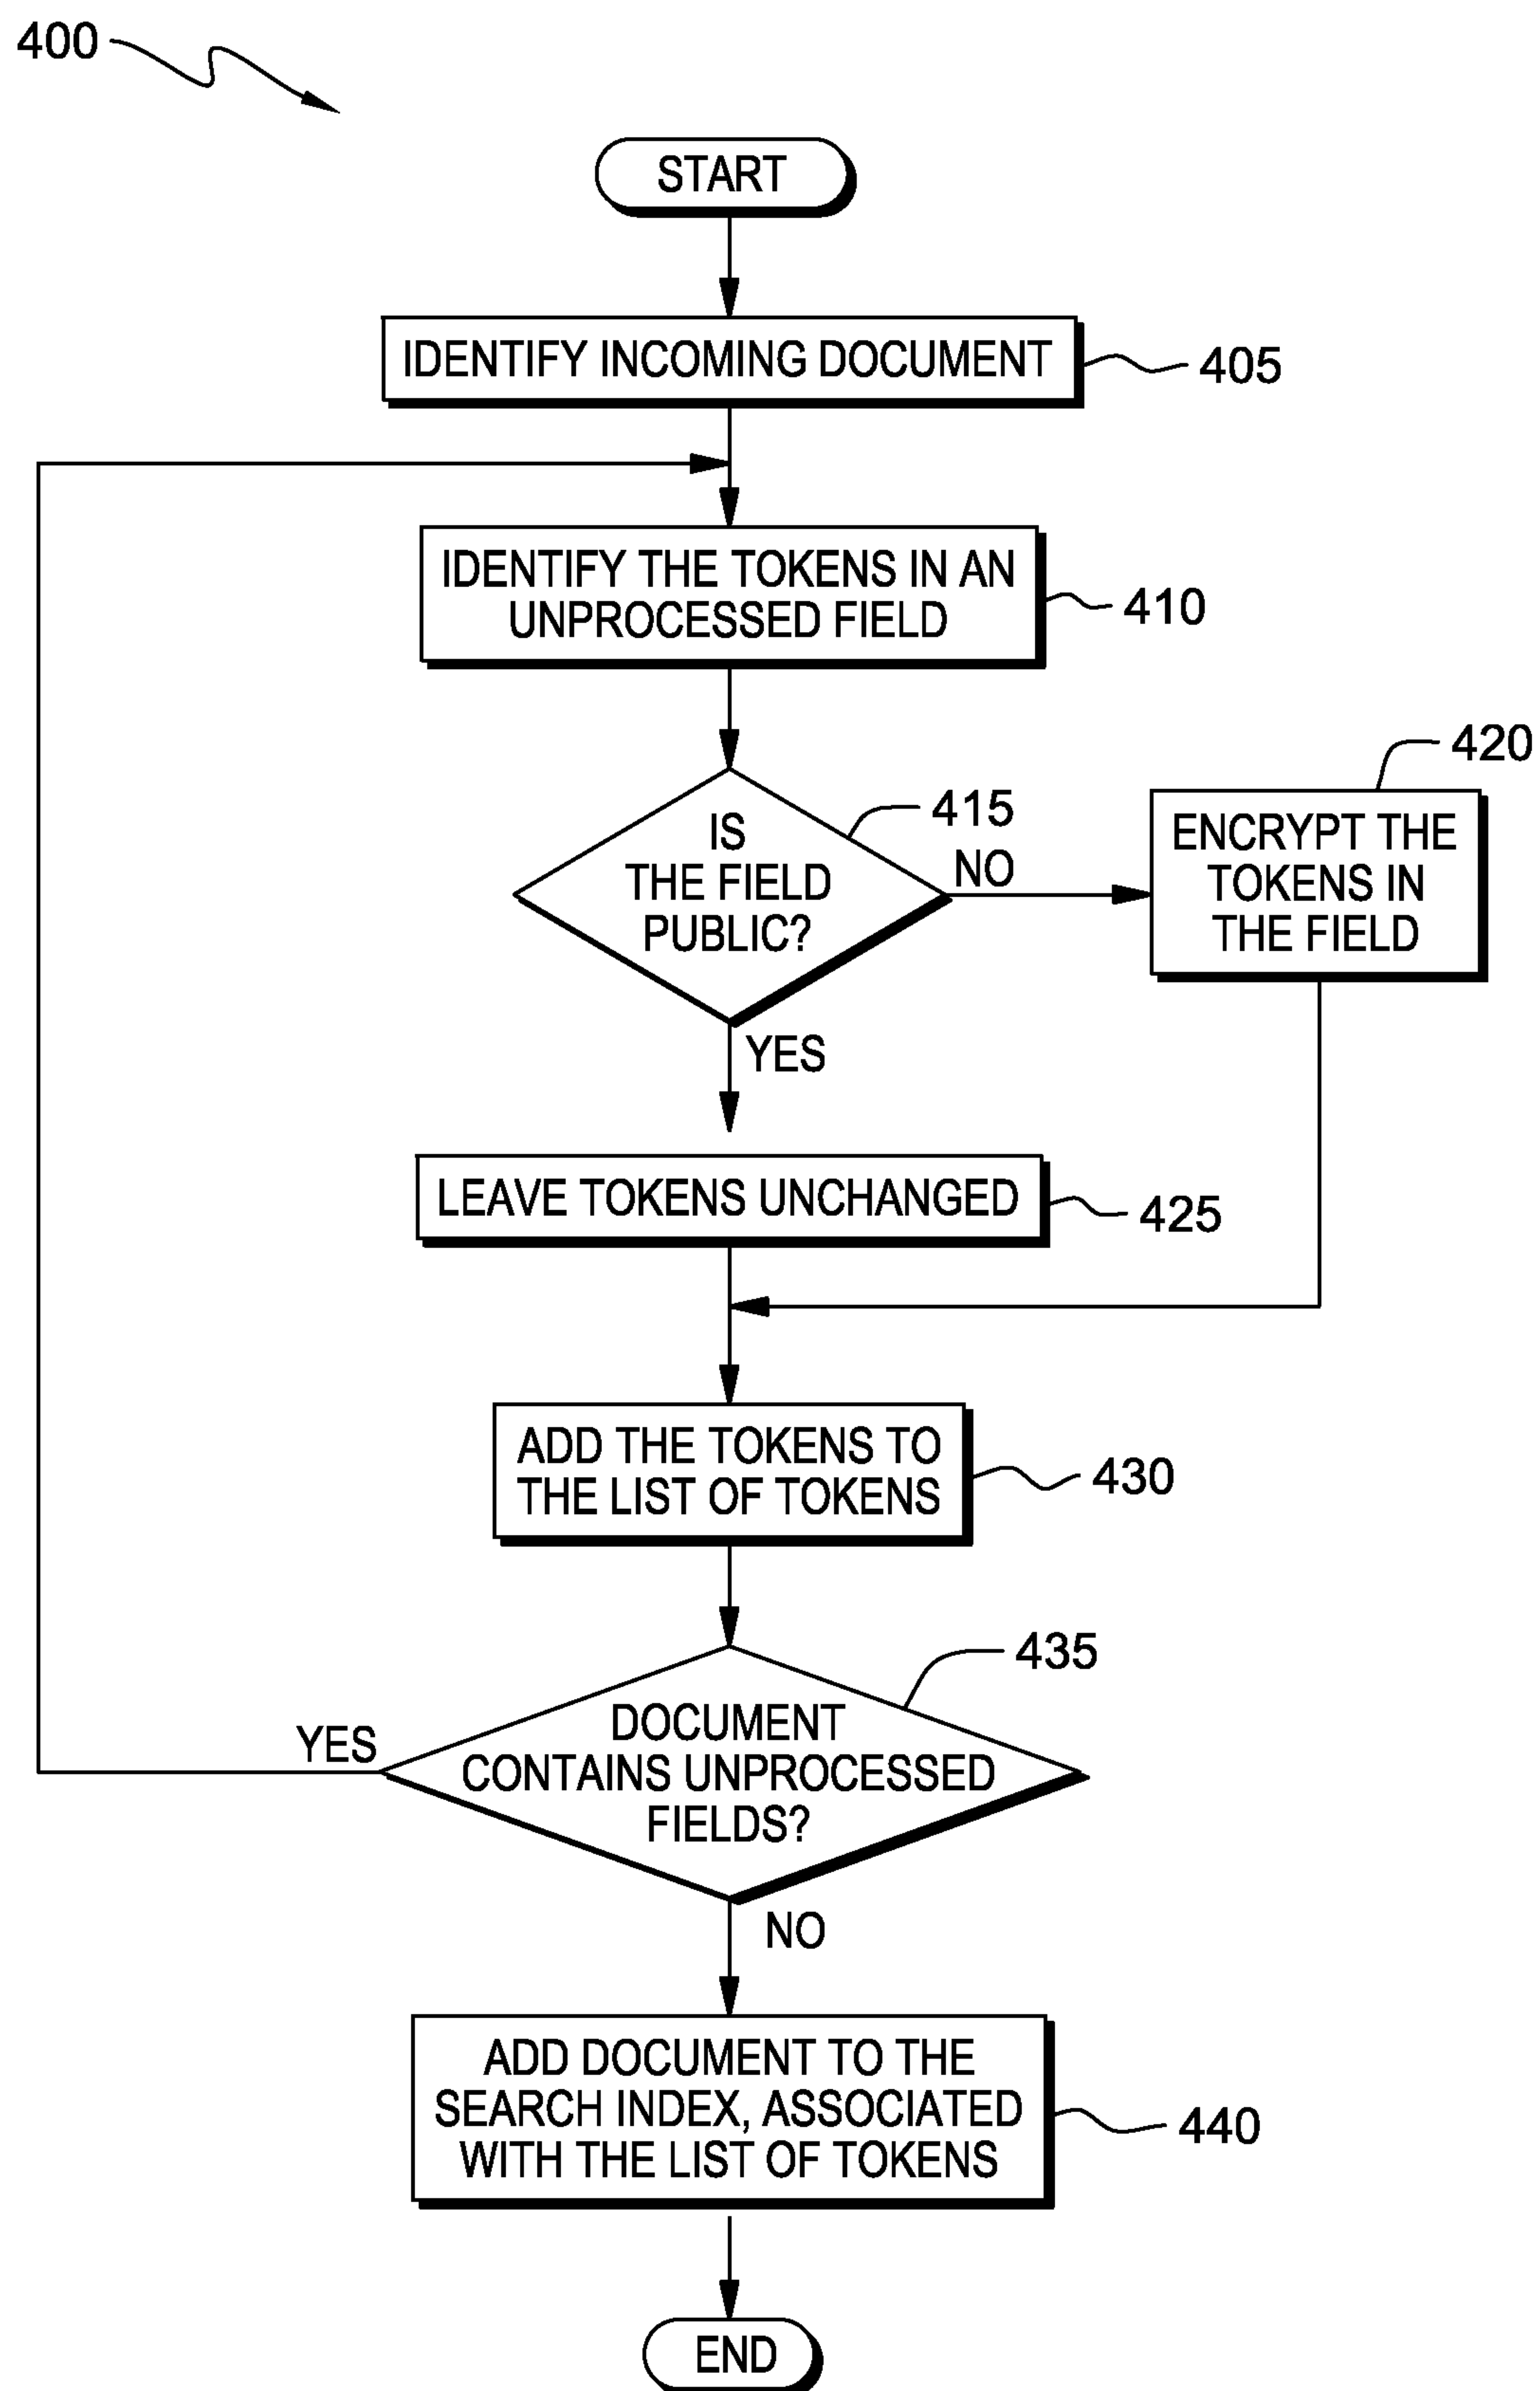 400
START
IDENTIFY INCOMING DOCUMENT
405
IDENTIFY THE TOKENS IN AN
UNPROCESSED FIELD
410
IS
THE FIELD
PUBLIC?
415
NO
420
ENCRYPT THE
TOKENS IN
THE FIELD
YES
LEAVE TOKENS UNCHANGED
425
ADD THE TOKENS TO
THE LIST OF TOKENS
430
435
DOCUMENT
CONTAINS UNPROCESSED
FIELDS?
YES
NO
ADD DOCUMENT TO THE
SEARCH INDEX, ASSOCIATED
WITH THE LIST OF TOKENS
440
END